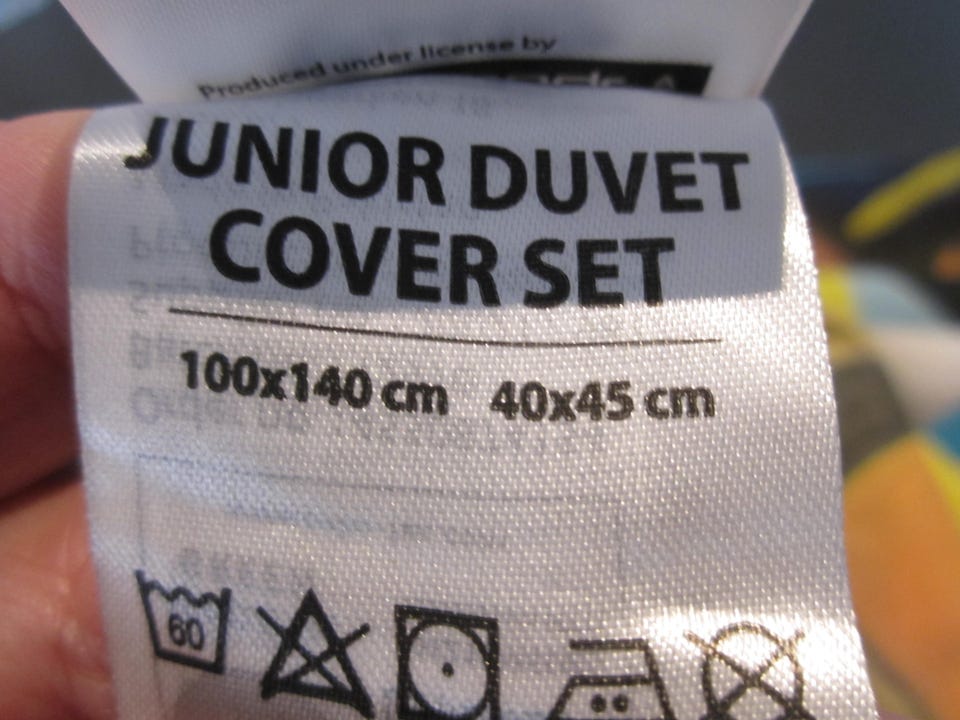 Produced under license by
JUNIOR DUVET
COVER SET
100x140 cm 40x45 cm
60